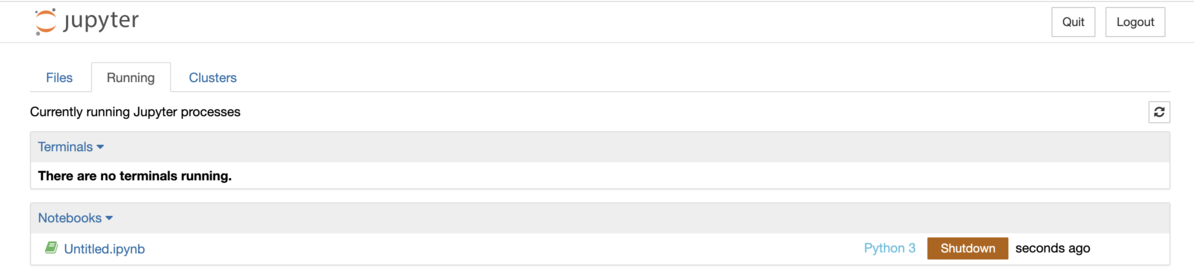 jupyter Quit Logout
Files Running Clusters
Currently running Jupyter processes
Terminals
There are no terminals running.
Notebooks
Untitled.ipynb Python 3 Shutdown seconds ago